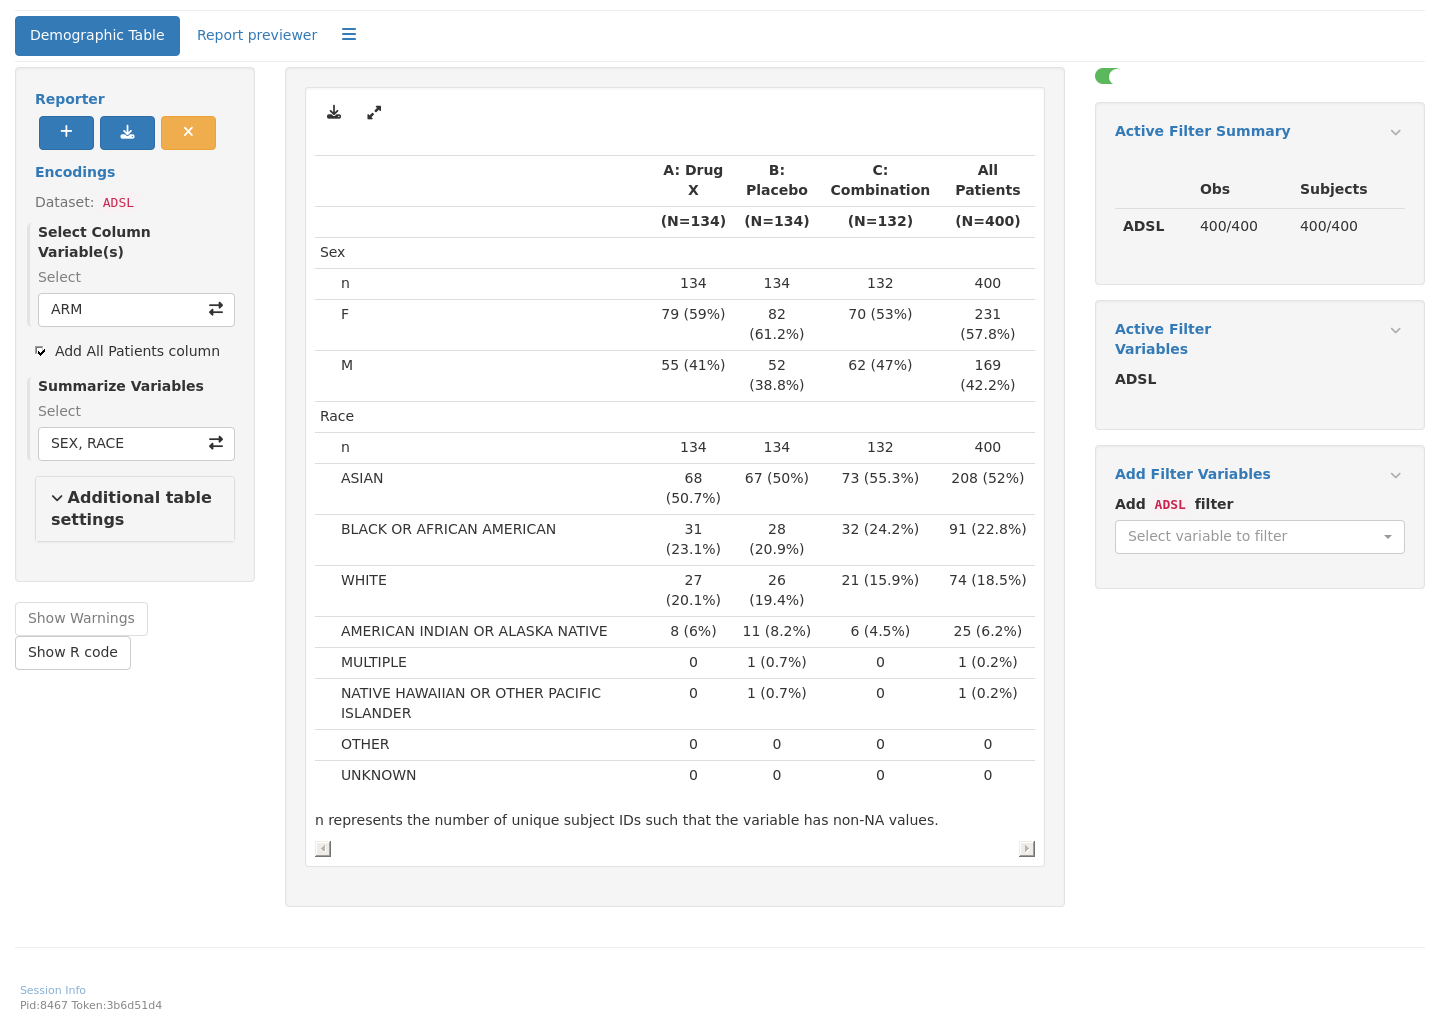 Demographic Table Report previewer
Reporter
Encodings
Dataset: ADSL
Select Column
Variable(s)
Select
ARM
Add All Patients column
Summarize Variables
Select
SEX, RACE
Additional table
settings
Show Warnings
Show R code
A: Drug B: C: All
X Placebo Combination Patients
(N=134) (N=134) (N=132) (N=400)
Sex
n 134 134 132 400
F 79 (59%) 82 70 (53%) 231
(61.2%) (57.8%)
M 55 (41%) 52 62 (47%) 169
(38.8%) (42.2%)
Race
n 134 134 132 400
ASIAN 68 67 (50%) 73 (55.3%) 208 (52%)
(50.7%)
BLACK OR AFRICAN AMERICAN 31 28 32 (24.2%) 91 (22.8%)
(23.1%) (20.9%)
WHITE 27 26 21 (15.9%) 74 (18.5%)
(20.1%) (19.4%)
AMERICAN INDIAN OR ALASKA NATIVE 8 (6%) 11 (8.2%) 6 (4.5%) 25 (6.2%)
MULTIPLE 0 1 (0.7%) 0 1 (0.2%)
NATIVE HAWAIIAN OR OTHER PACIFIC 0 1 (0.7%) 0 1 (0.2%)
ISLANDER
OTHER 0 0 0 0
UNKNOWN 0 0 0 0
n represents the number of unique subject IDs such that the variable has non-NA values.
Active Filter Summary
Obs Subjects
ADSL 400/400 400/400
Active Filter
Variables
ADSL
Add Filter Variables
Add ADSL filter
Select variable to filter
Session Info
Pid:8467 Token:3b6d51d4